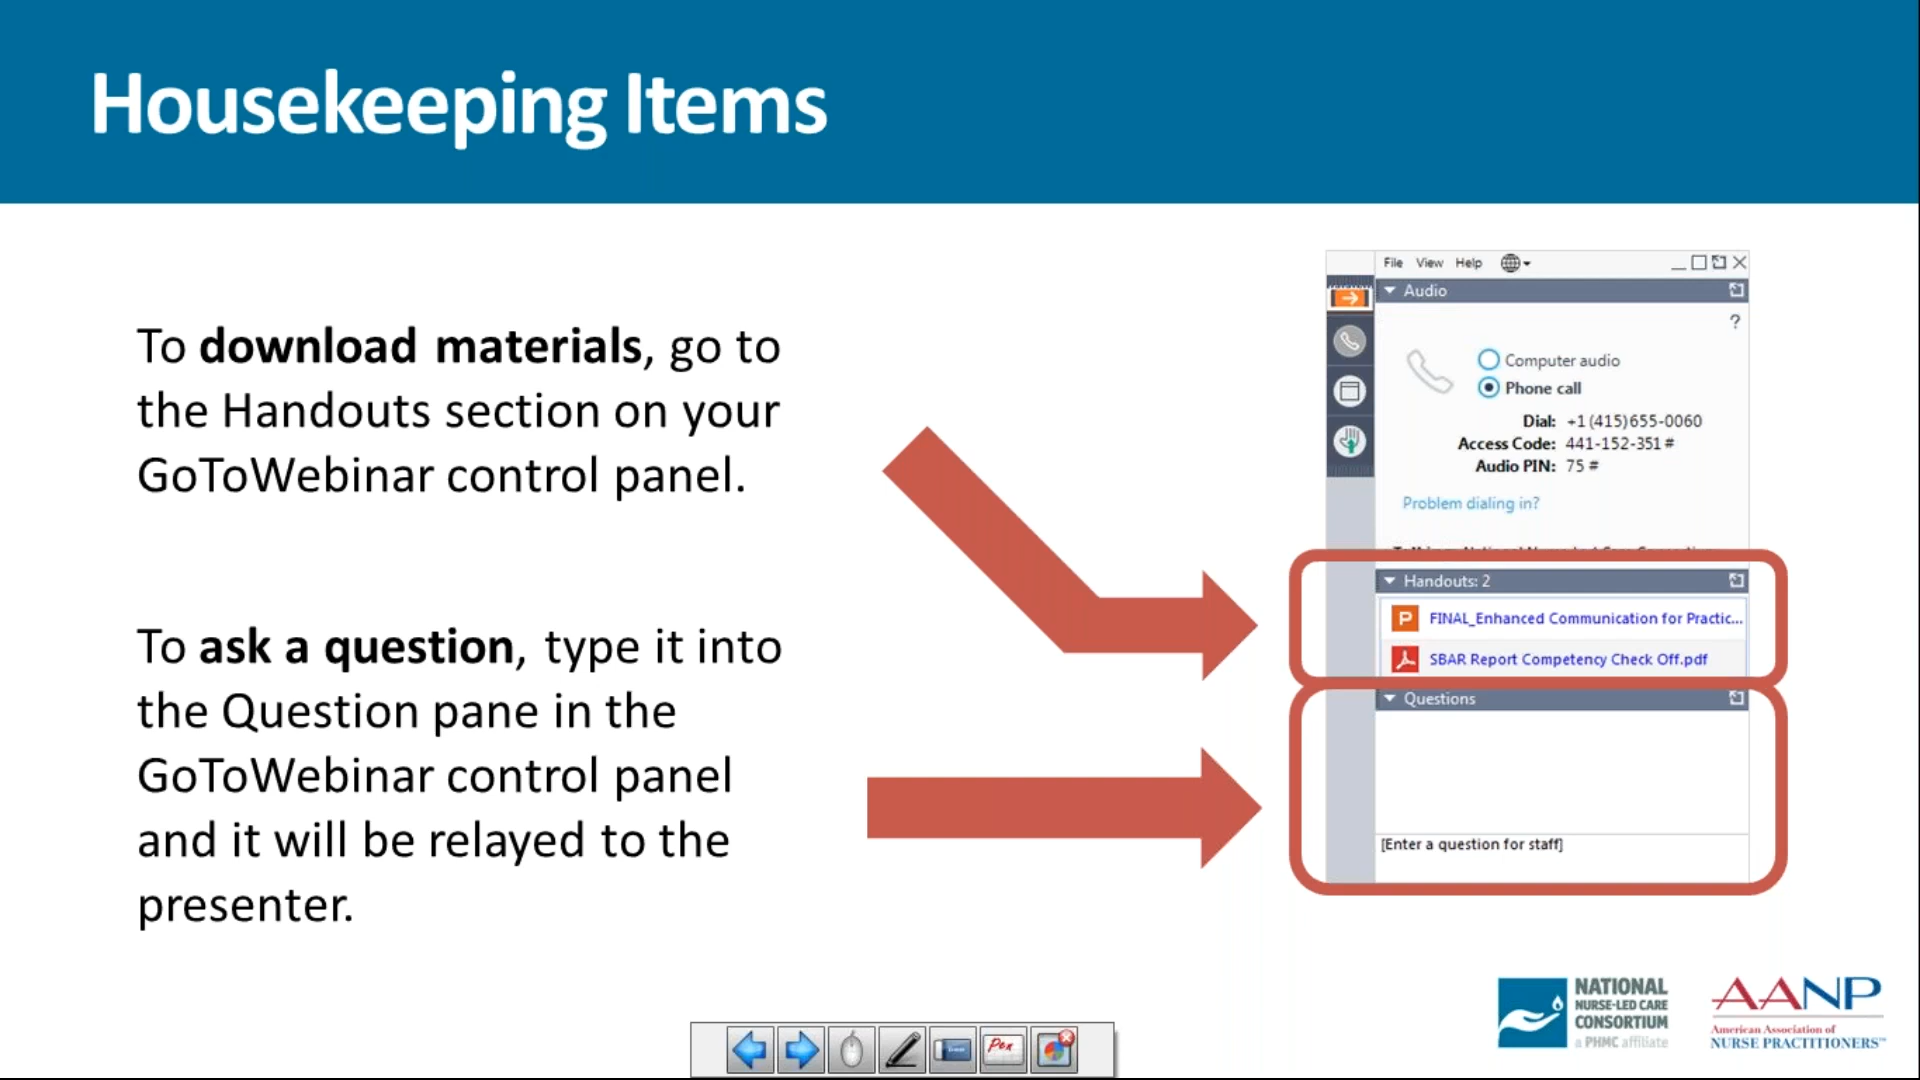 Housekeeping Items
To download materials, go to
the Handouts section on your
GoToWebinar control panel.
To ask a question, type it into
the Question pane in the
GoToWebinar control panel
and it will be relayed to the
presenter.
File View Help
Audio
?
Computer audio
Phone call
Dial: +1 (415) 655-0060
Access Code: 441-152-351 #
Audio PIN: 75 #
Problem dialing in?
Handouts: 2
FINAL_Enhanced Communication for Practic...
SBAR Report Competency Check Off.pdf
Questions
[Enter a question for staff]
NATIONAL
NURSE-LED CARE
CONSORTIUM
a PHMC affiliate
AANP
American Association of
NURSE PRACTITIONERS™
Pen